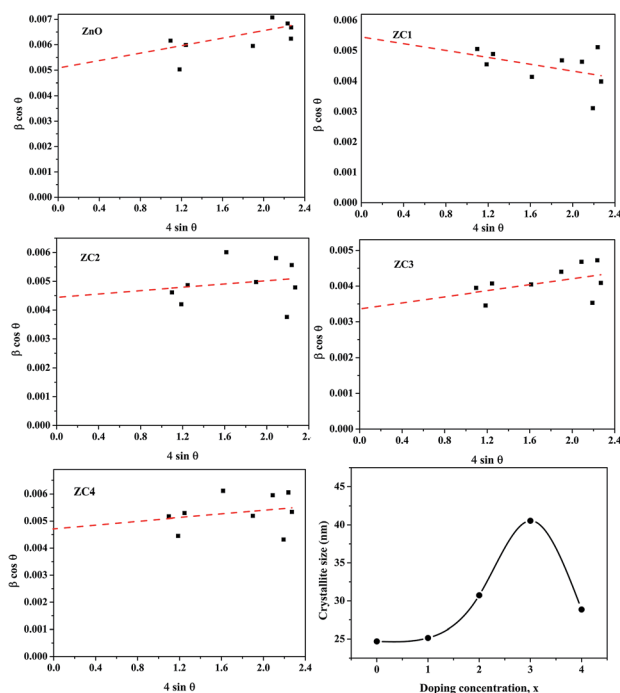 ZnO
0.007
0.006
0.005
0.004
0.003
0.002
0.001
0.000
β cos θ
0.0 0.4 0.8 1.2 1.6 2.0 2.4
4 sin θ
ZC1
0.006
0.005
0.004
0.003
0.002
0.001
0.000
β cos θ
0.0 0.4 0.8 1.2 1.6 2.0 2.4
4 sin θ
ZC2
0.006
0.005
0.004
0.003
0.002
0.001
0.000
β cos θ
0.0 0.6 1.2 1.8 2.4
4 sin θ
ZC3
0.005
0.004
0.003
0.002
0.001
0.000
β cos θ
0.0 0.4 0.8 1.2 1.6 2.0 2.4
4 sin θ
ZC4
0.006
0.005
0.004
0.003
0.002
0.001
0.000
β cos θ
0.0 0.4 0.8 1.2 1.6 2.0 2.4
4 sin θ
45
40
35
30
25
Crystallite size (nm)
0 1 2 3 4
Doping concentration, x